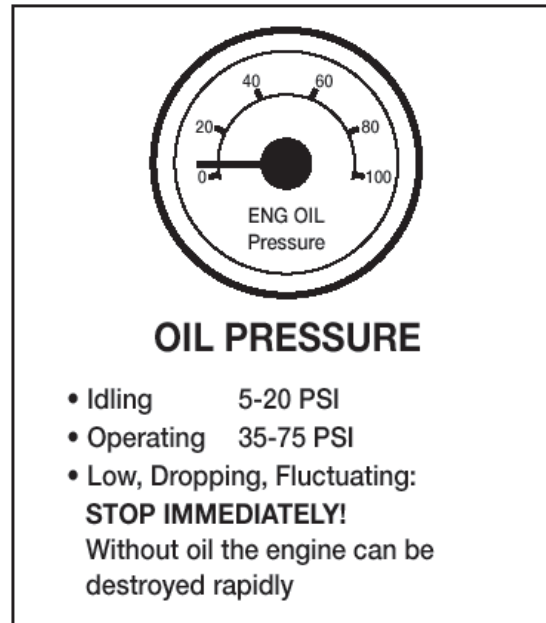 40 60
20 80
0 100
ENG OIL
Pressure
OIL PRESSURE
• Idling 5-20 PSI
• Operating 35-75 PSI
• Low, Dropping, Fluctuating:
STOP IMMEDIATELY!
Without oil the engine can be
destroyed rapidly